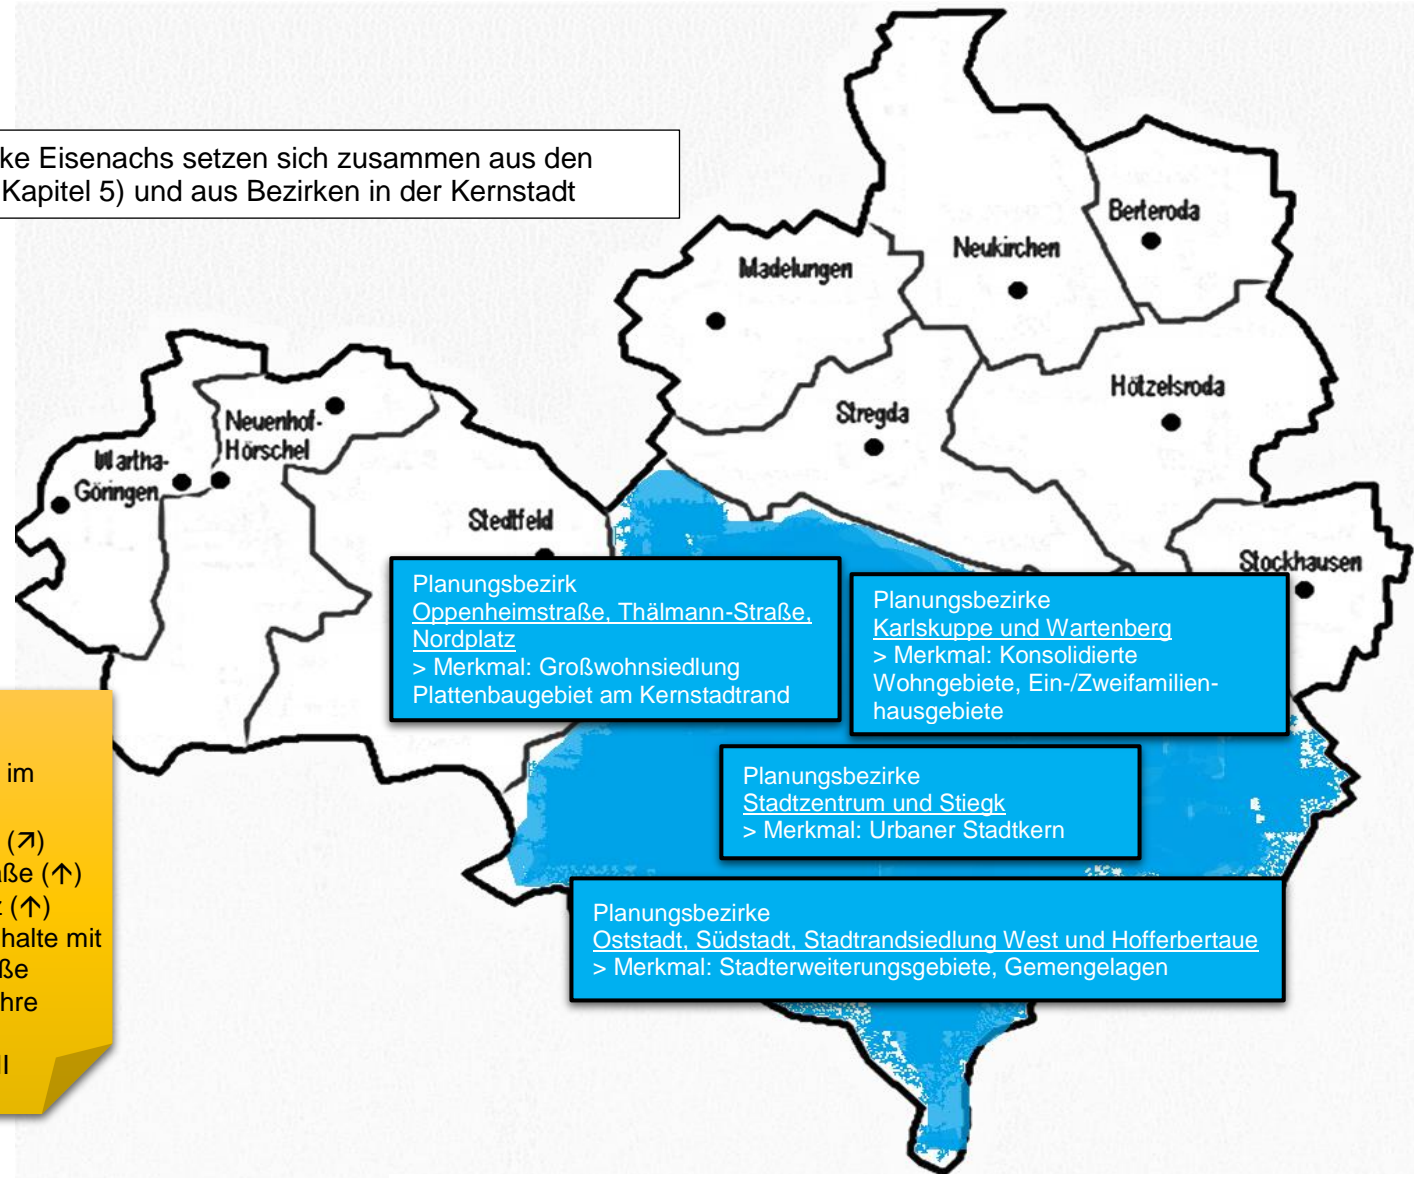 ke Eisenachs setzen sich zusammen aus den
Kapitel 5) und aus Bezirken in der Kernstadt
Berteroda
Neukirchen
Madelungen
Hötzelsroda
Stregda
Neuenhof-
Hörschel
Wartha-
Göringen
Stedtfeld
Stockhausen
Planungsbezirk
Oppenheimstraße, Thälmann-Straße,
Nordplatz
> Merkmal: Großwohnsiedlung
Plattenbaugebiet am Kernstadtrand
Planungsbezirke
Karlskuppe und Wartenberg
> Merkmal: Konsolidierte
Wohngebiete, Ein-/Zweifamilien-
hausgebiete
Planungsbezirke
Stadtzentrum und Stiegk
> Merkmal: Urbaner Stadtkern
Planungsbezirke
Oststadt, Südstadt, Stadtrandsiedlung West und Hofferbertaue
> Merkmal: Stadterweiterungsgebiete, Gemengelagen
im
(↗)
aße (↑)
z (↑)
halte mit
ße
hre
ll